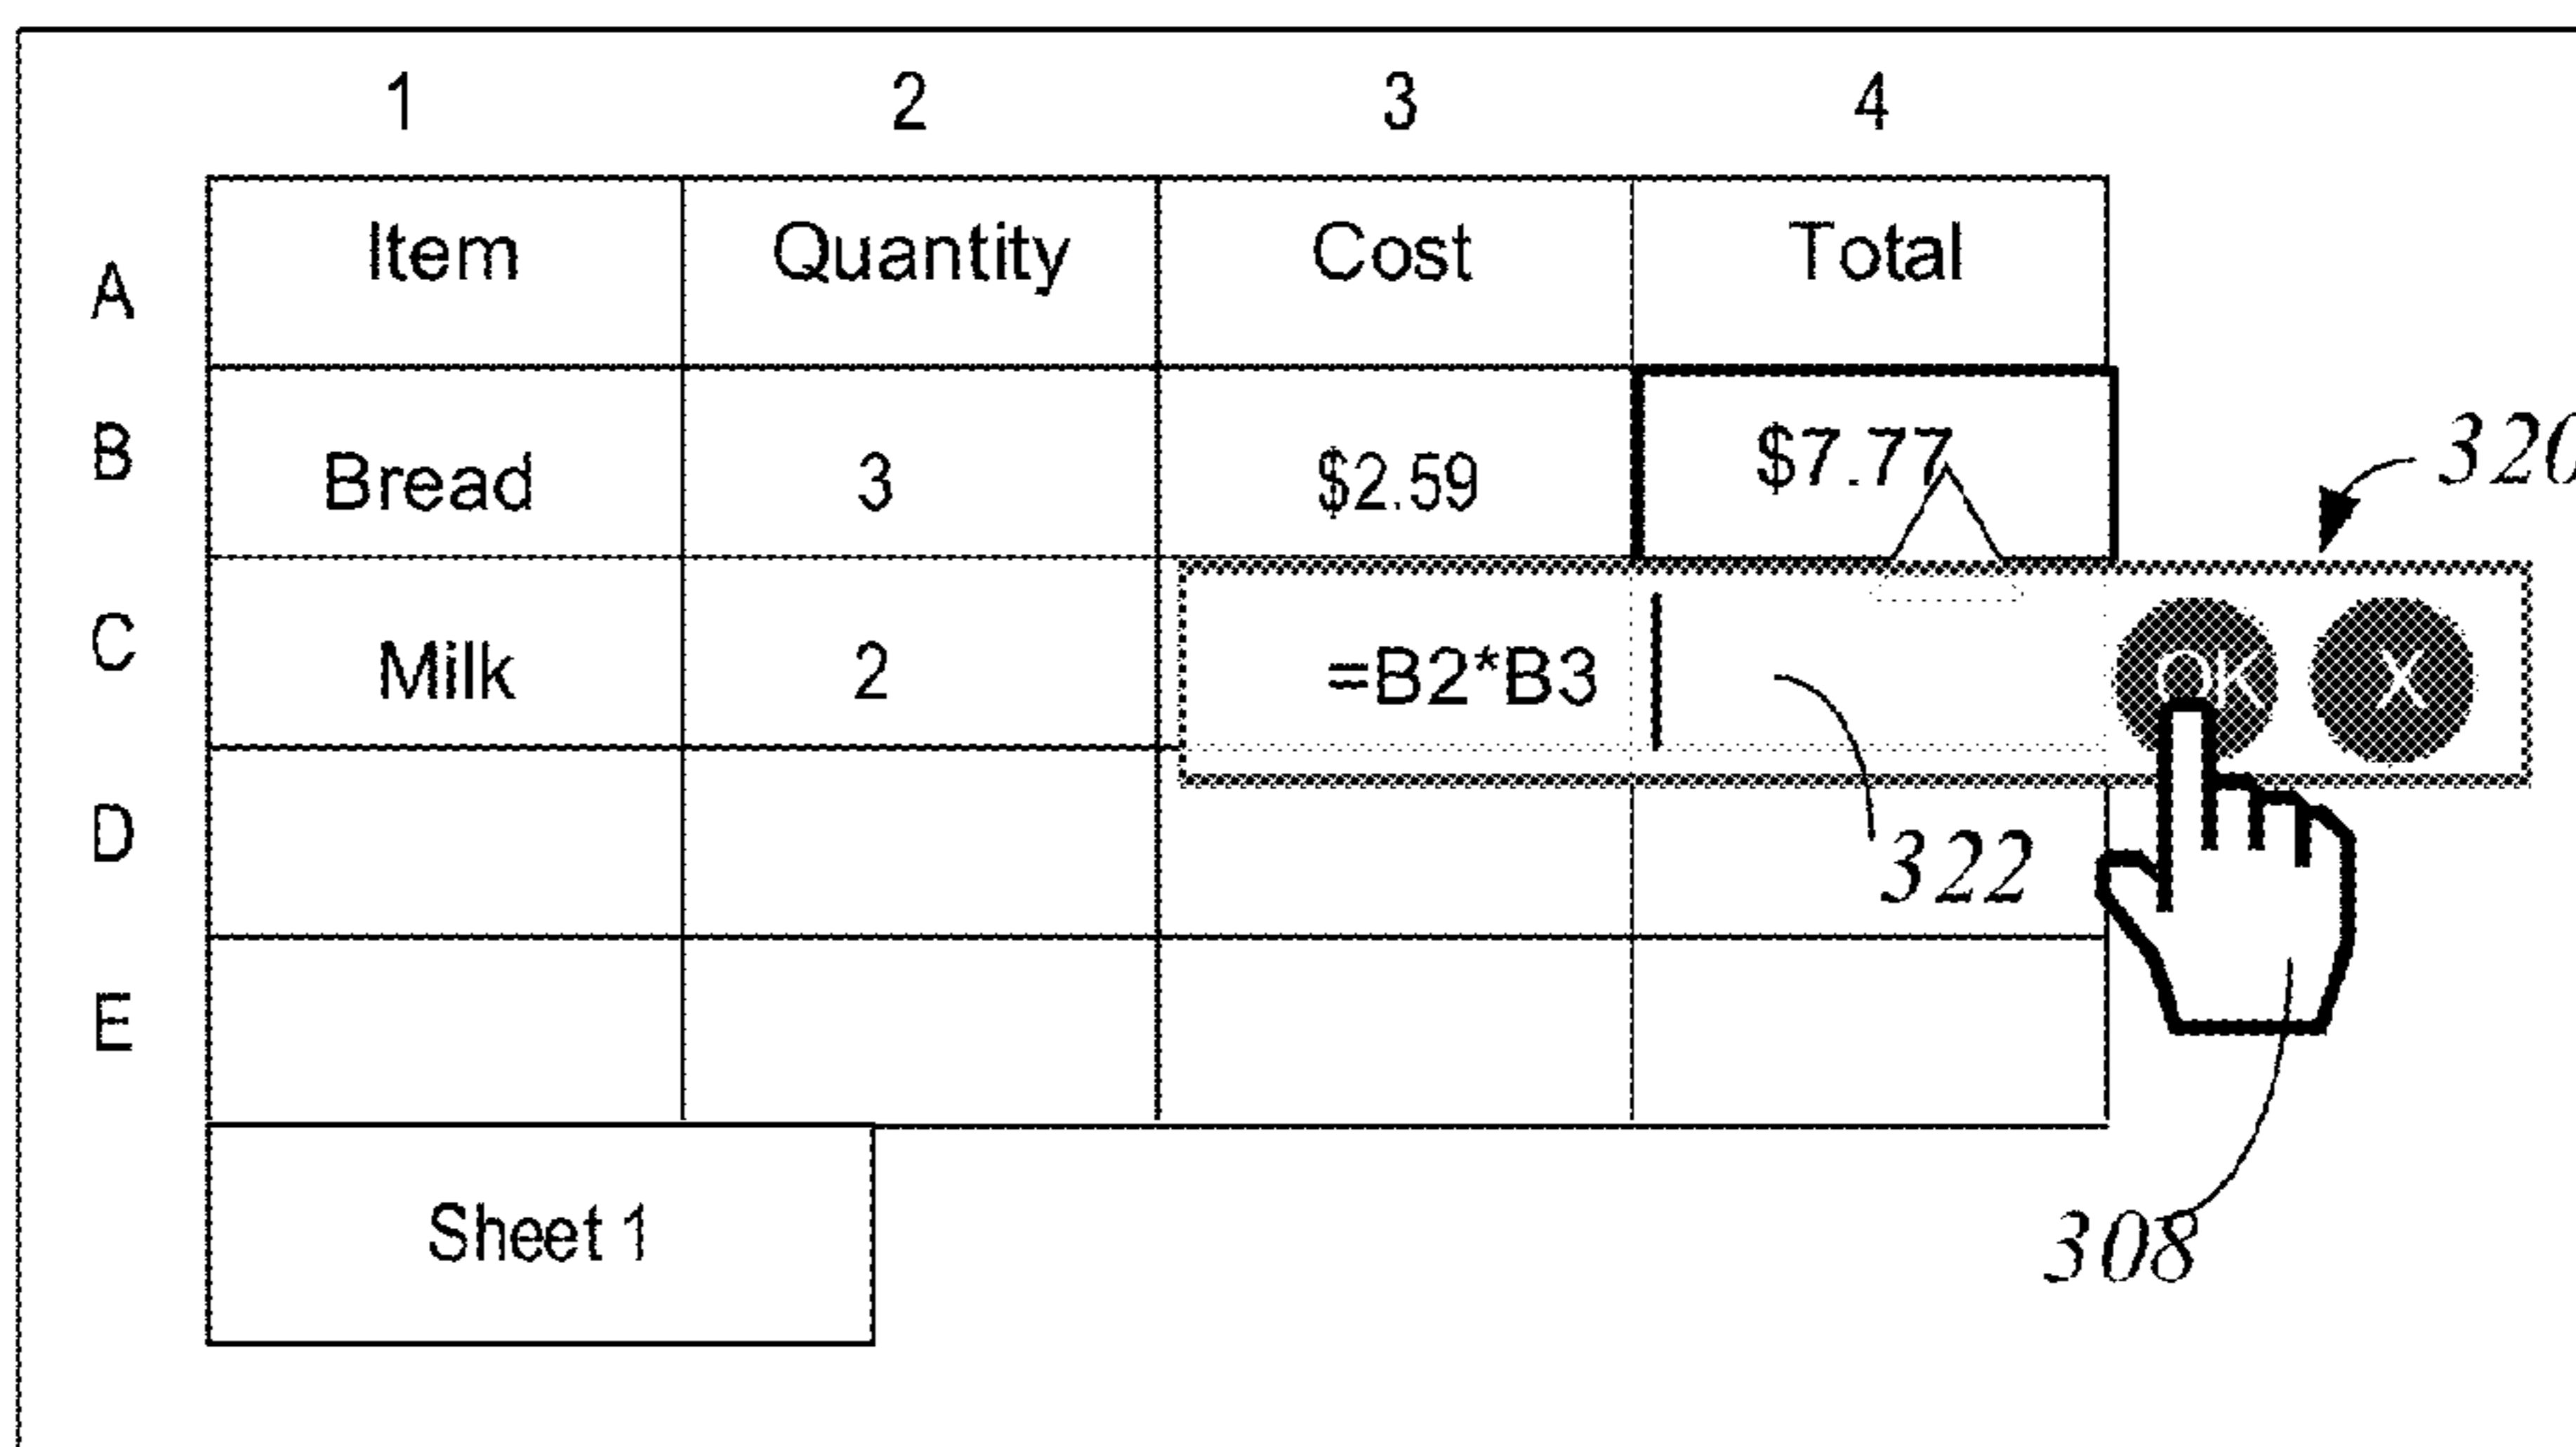 1 2 3 4
A Item Quantity Cost Total
B Bread 3 $2.59 $7.77
320
C Milk 2 =B2*B3 OK X
D 322
E
Sheet 1
308